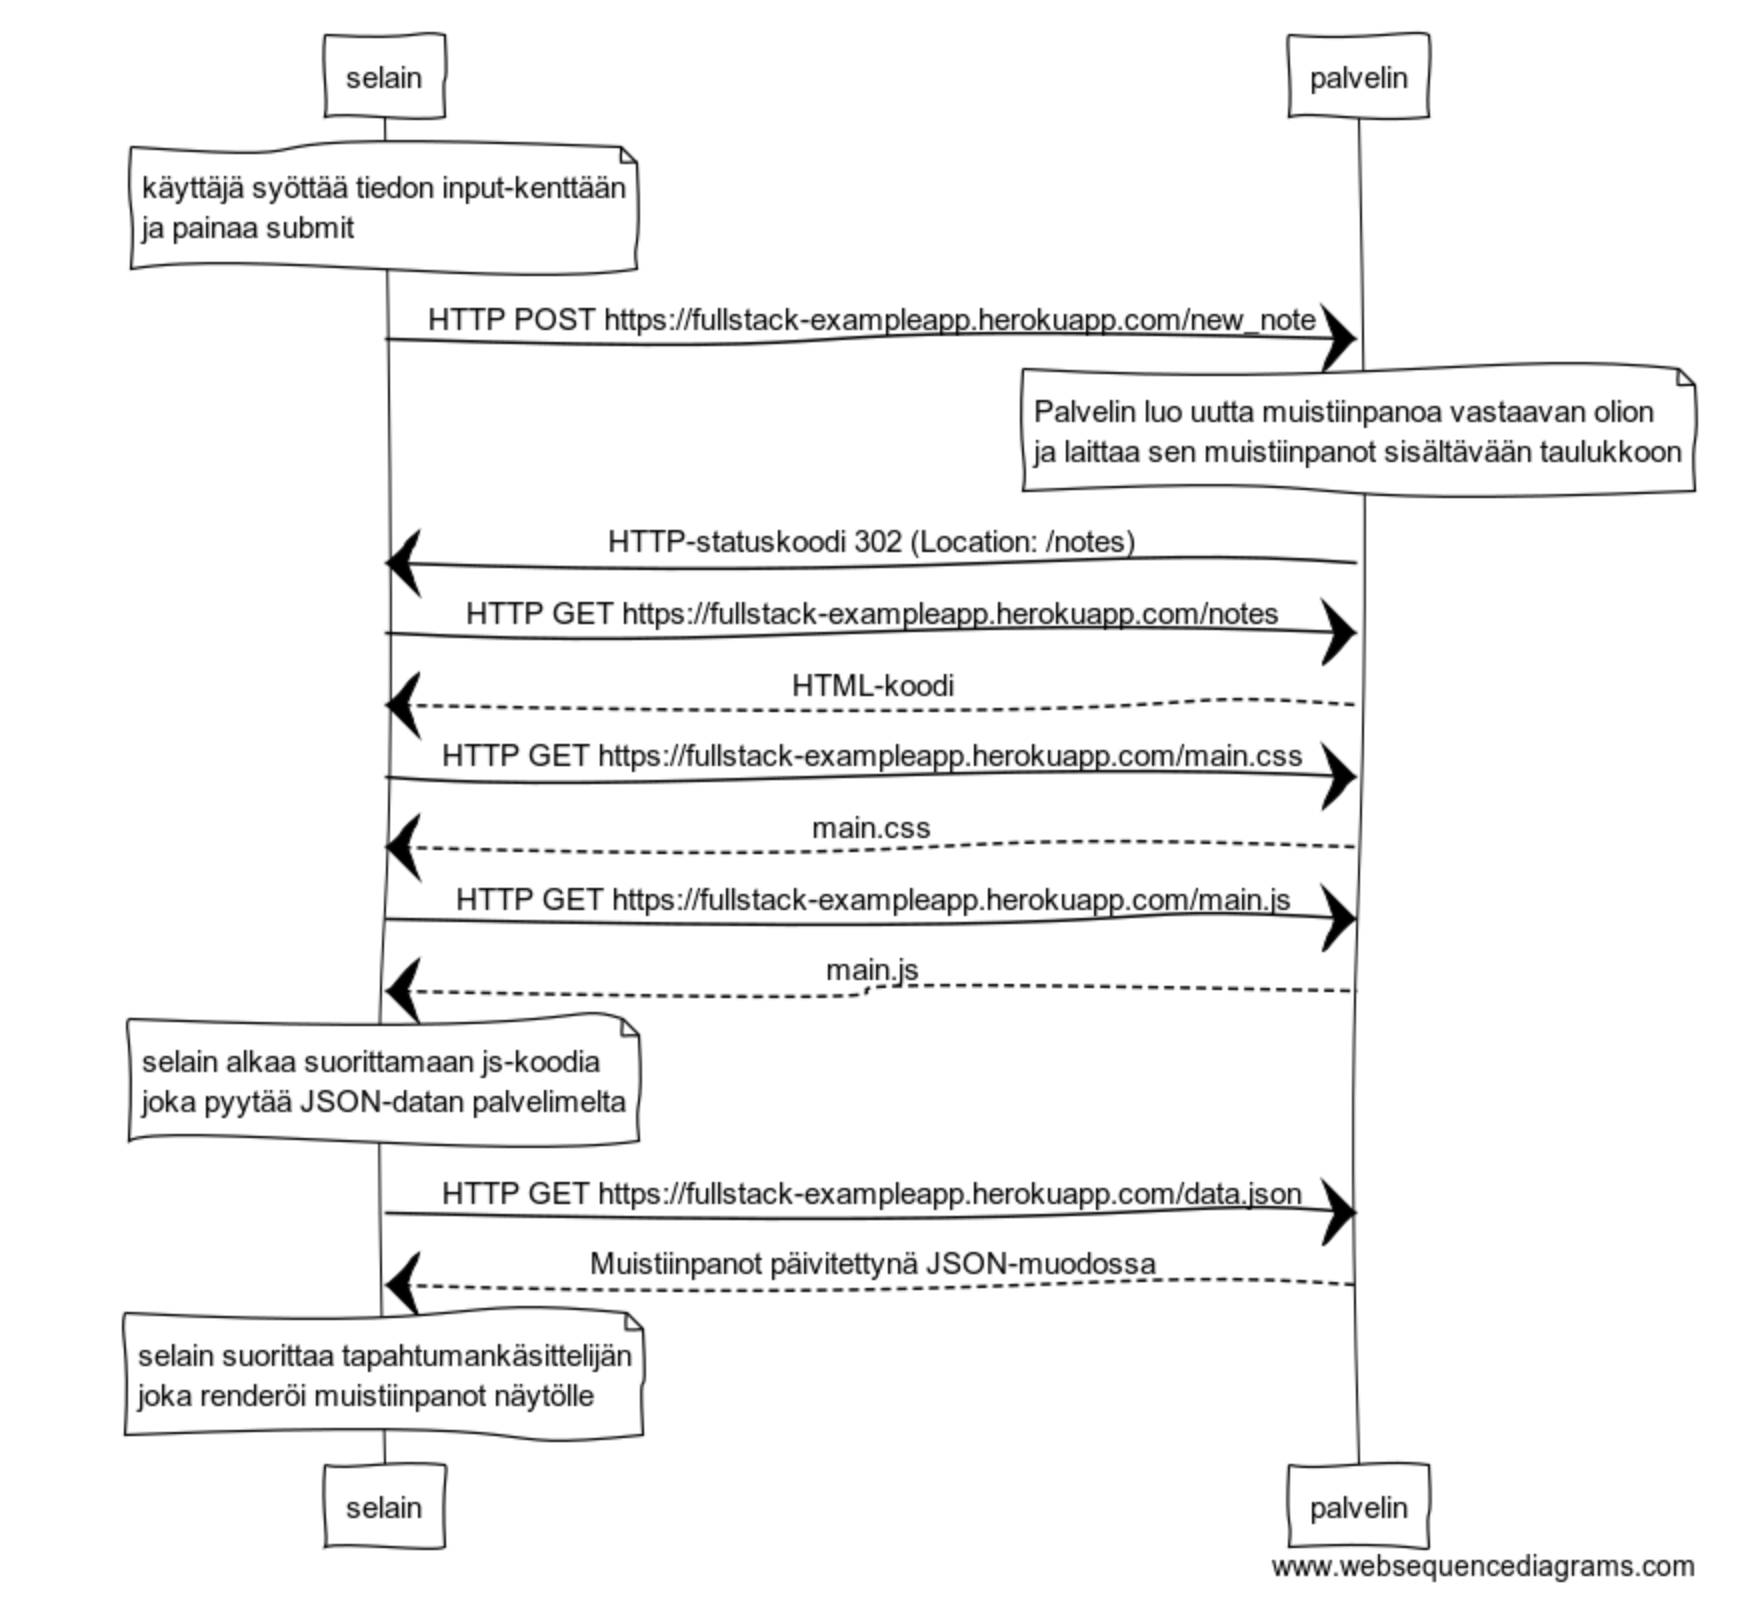 selain
palvelin
käyttäjä syöttää tiedon input-kenttään
ja painaa submit
HTTP POST https://fullstack-exampleapp.herokuapp.com/new_note
Palvelin luo uutta muistiinpanoa vastaavan olion
ja laittaa sen muistiinpanot sisältävään taulukkoon
HTTP-statuskoodi 302 (Location: /notes)
HTTP GET https://fullstack-exampleapp.herokuapp.com/notes
HTML-koodi
HTTP GET https://fullstack-exampleapp.herokuapp.com/main.css
main.css
HTTP GET https://fullstack-exampleapp.herokuapp.com/main.js
main.js
selain alkaa suorittamaan js-koodia
joka pyytää JSON-datan palvelimelta
HTTP GET https://fullstack-exampleapp.herokuapp.com/data.json
Muistiinpanot päivitettynä JSON-muodossa
selain suorittaa tapahtumankäsittelijän
joka renderöi muistiinpanot näytölle
selain
palvelin
www.websequencediagrams.com